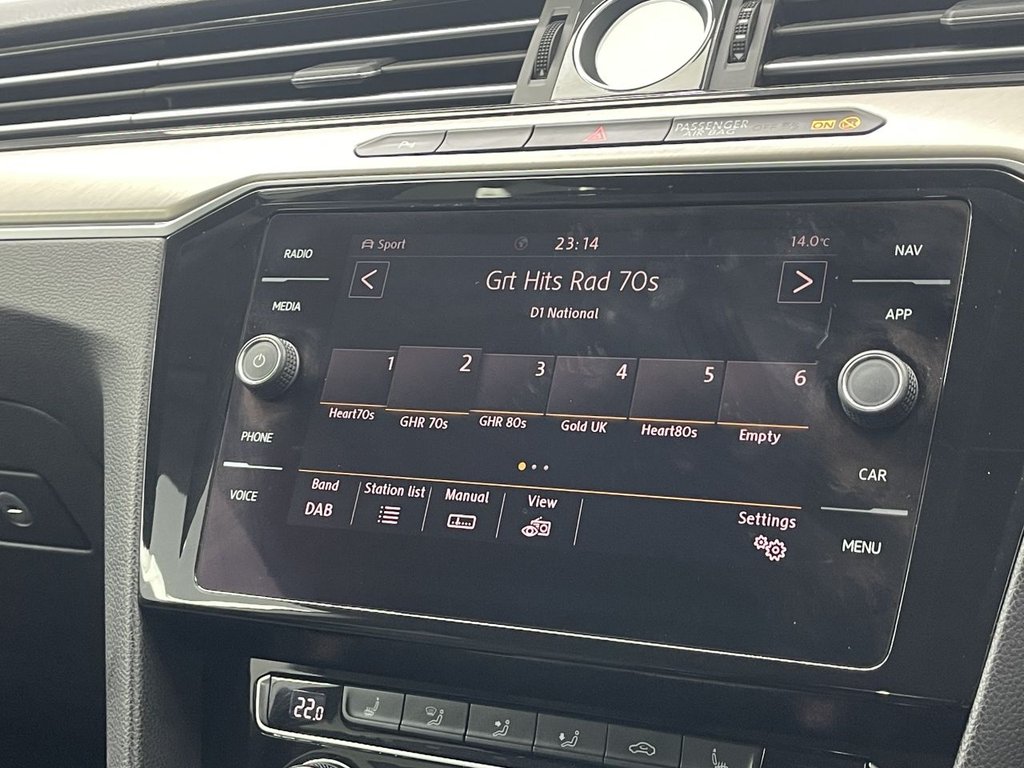 PASSENGER
AIR BAG
OFF
ON
RADIO
MEDIA
PHONE
VOICE
Sport
23:14
14.0°C
< Grt Hits Rad 70s >
D1 National
1 2 3 4 5 6
Heart70s GHR 70s GHR 80s Gold UK Heart80s Empty
Band Station list Manual View Settings
DAB
NAV
APP
CAR
MENU
22.0